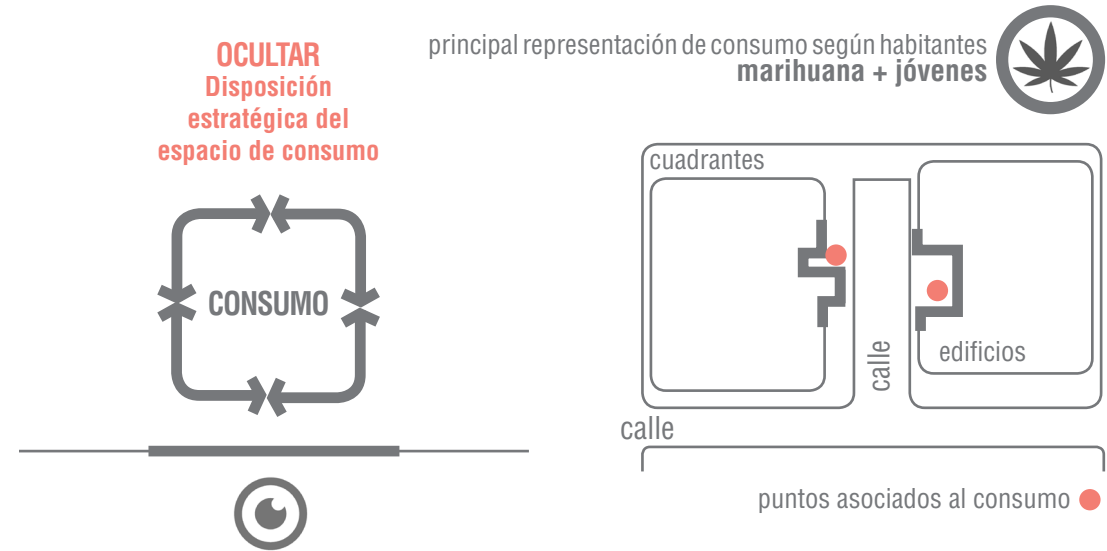 OCULTAR
Disposición
estratégica del
espacio de consumo
CONSUMO
principal representación de consumo según habitantes
marihuana + jóvenes
cuadrantes
calle
edificios
calle
puntos asociados al consumo